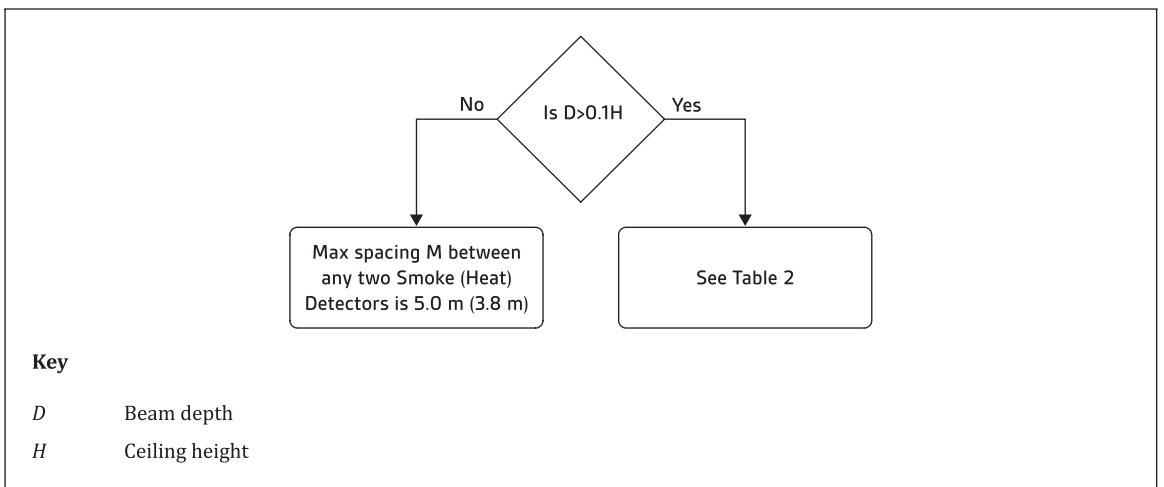 Is D>0.1H
No
Yes
Max spacing M between
any two Smoke (Heat)
Detectors is 5.0 m (3.8 m)
See Table 2
Key
D Beam depth
H Ceiling height